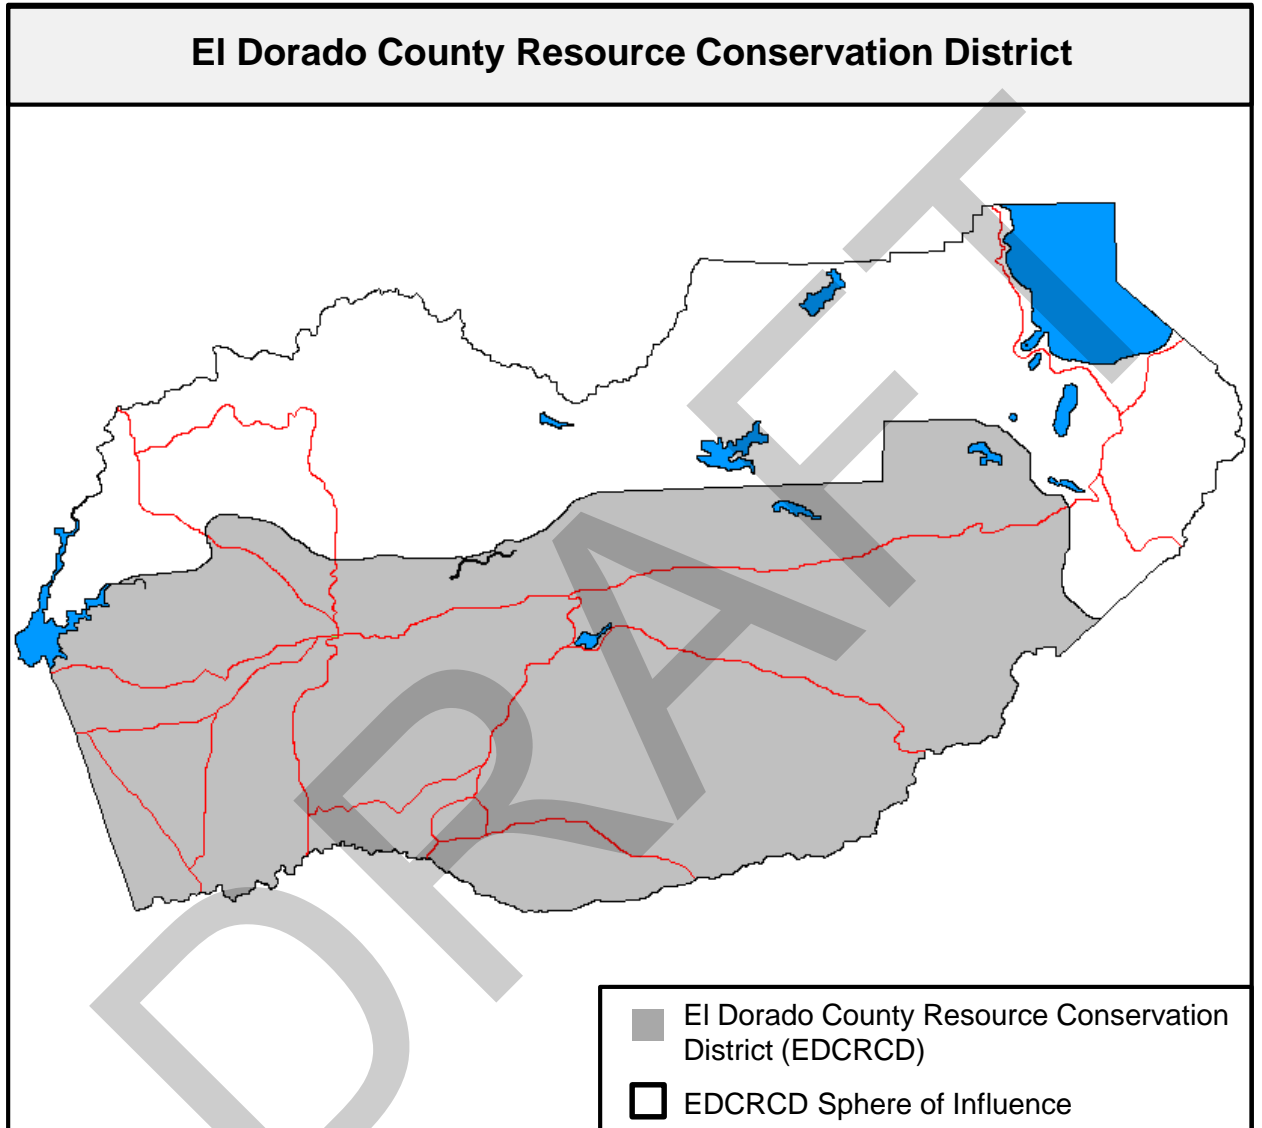 El Dorado County Resource Conservation District
DRAFT
El Dorado County Resource Conservation
District (EDCRCD)
EDCRCD Sphere of Influence